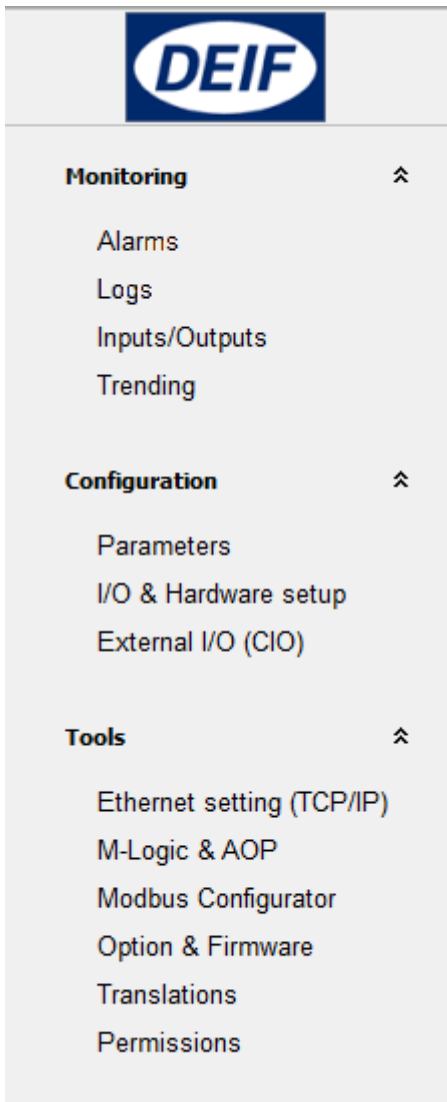 DEIF
Monitoring
Alarms
Logs
Inputs/Outputs
Trending
Configuration
Parameters
I/O & Hardware setup
External I/O (CIO)
Tools
Ethernet setting (TCP/IP)
M-Logic & AOP
Modbus Configurator
Option & Firmware
Translations
Permissions